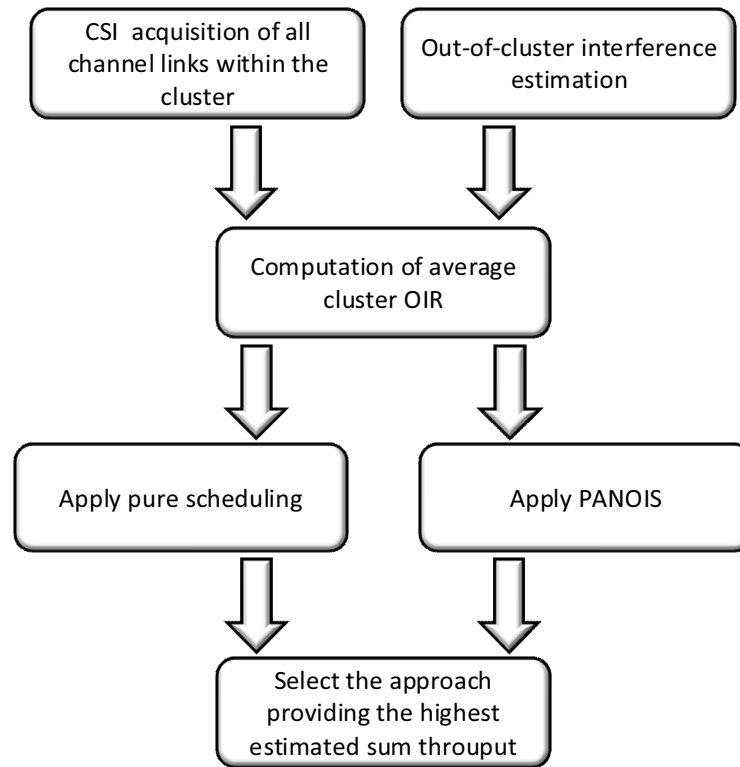 CSI acquisition of all
channel links within the
cluster
Out-of-cluster interference
estimation
Computation of average
cluster OIR
Apply pure scheduling
Apply PANOIS
Select the approach
providing the highest
estimated sum throuput